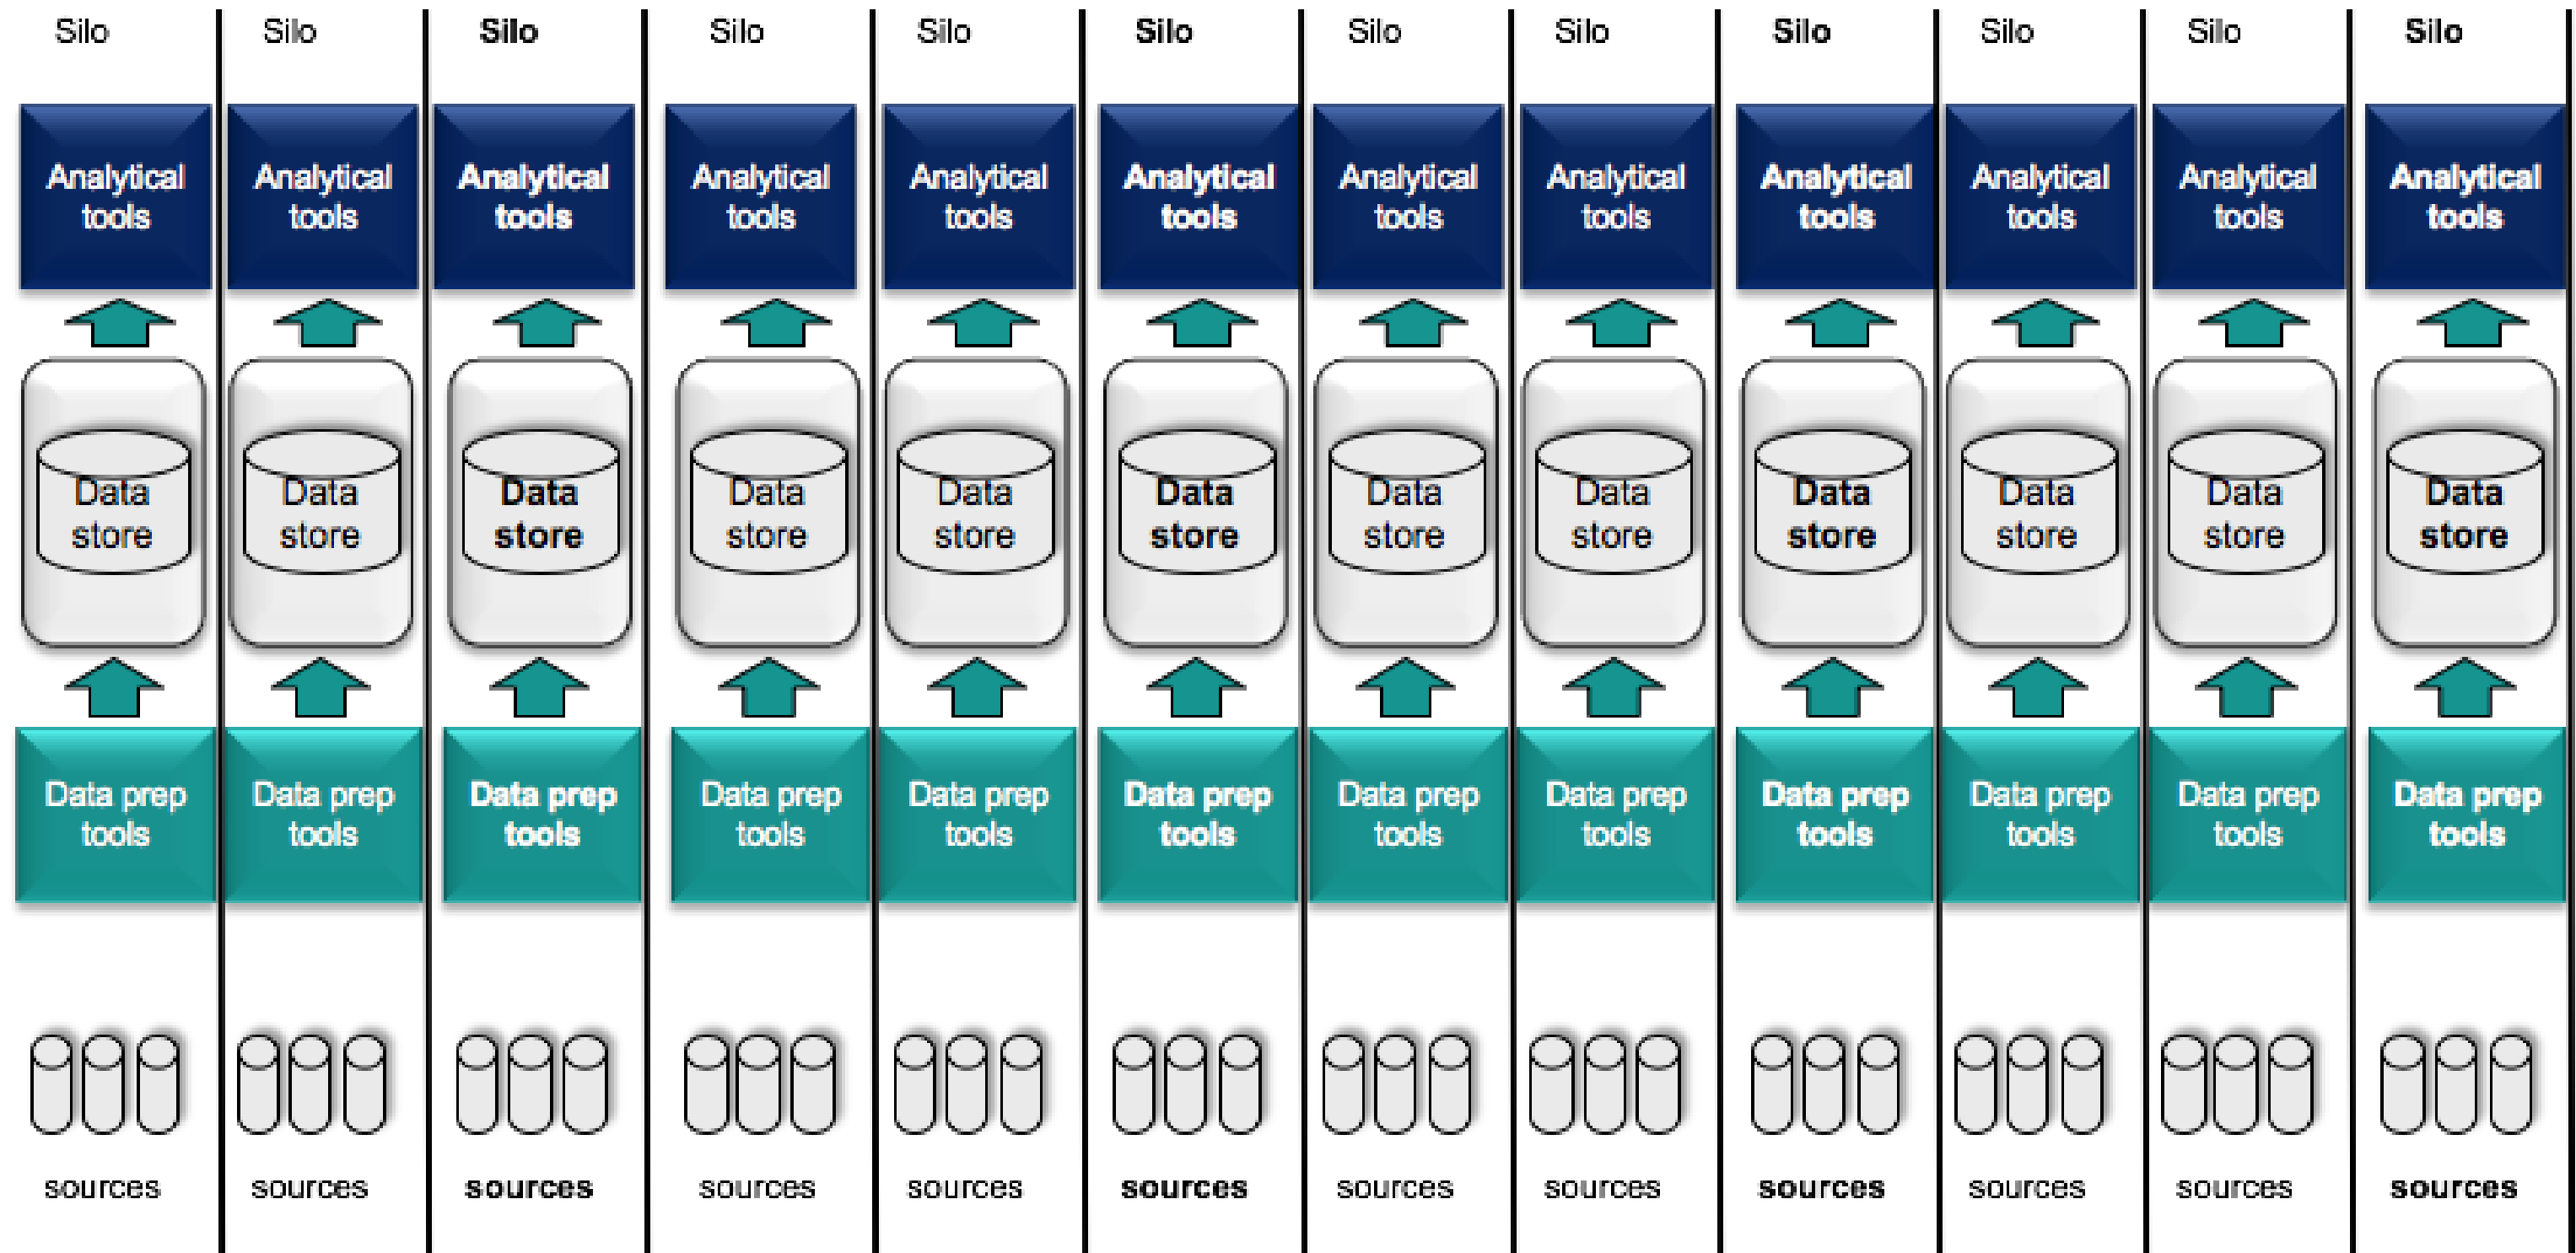 Silo Silo Silo Silo Silo Silo Silo Silo Silo Silo Silo Silo
Analytical Analytical Analytical Analytical Analytical Analytical Analytical Analytical Analytical Analytical Analytical Analytical
tools tools tools tools tools tools tools tools tools tools tools tools
Data Data Data Data Data Data Data Data Data Data Data Data
store store store store store store store store store store store store
Data prep Data prep Data prep Data prep Data prep Data prep Data prep Data prep Data prep Data prep Data prep Data prep
tools tools tools tools tools tools tools tools tools tools tools tools
sources sources sources sources sources sources sources sources sources sources sources sources